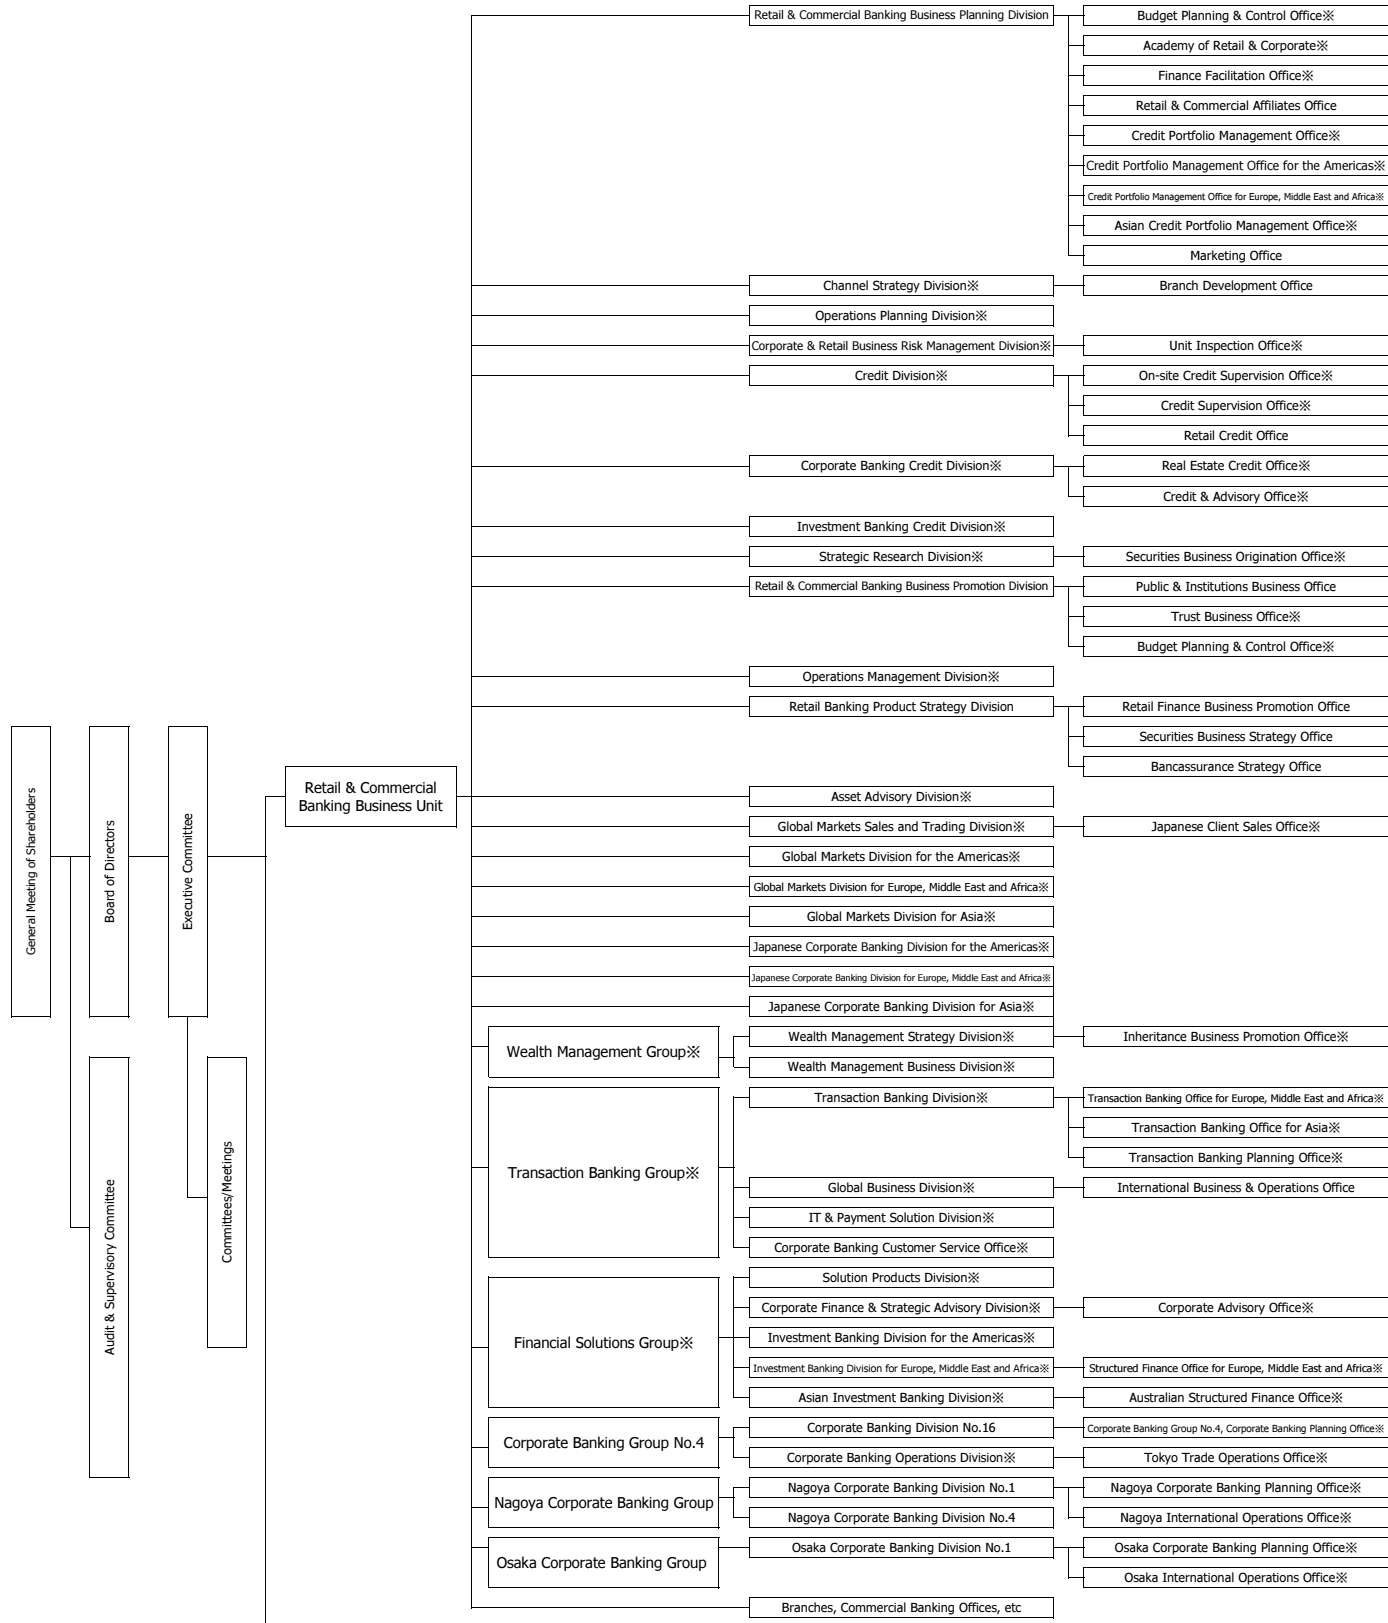 Retail & Commercial Banking Business Planning Division
Budget Planning & Control Office※
Academy of Retail & Corporate※
Finance Facilitation Office※
Retail & Commercial Affiliates Office
Credit Portfolio Management Office※
Credit Portfolio Management Office for the Americas※
Credit Portfolio Management Office for Europe, Middle East and Africa※
Asian Credit Portfolio Management Office※
Marketing Office
Channel Strategy Division※
Branch Development Office
Operations Planning Division※
Corporate & Retail Business Risk Management Division※
Unit Inspection Office※
Credit Division※
On-site Credit Supervision Office※
Credit Supervision Office※
Retail Credit Office
Corporate Banking Credit Division※
Real Estate Credit Office※
Credit & Advisory Office※
Investment Banking Credit Division※
Strategic Research Division※
Securities Business Origination Office※
Retail & Commercial Banking Business Promotion Division
Public & Institutions Business Office
Trust Business Office※
Budget Planning & Control Office※
Operations Management Division※
Retail Banking Product Strategy Division
Retail Finance Business Promotion Office
Securities Business Strategy Office
Bancassurance Strategy Office
General Meeting of Shareholders
Board of Directors
Executive Committee
Retail & Commercial
Banking Business Unit
Asset Advisory Division※
Global Markets Sales and Trading Division※
Japanese Client Sales Office※
Global Markets Division for the Americas※
Global Markets Division for Europe, Middle East and Africa※
Global Markets Division for Asia※
Japanese Corporate Banking Division for the Americas※
Japanese Corporate Banking Division for Europe, Middle East and Africa※
Japanese Corporate Banking Division for Asia※
Audit & Supervisory Committee
Committees/Meetings
Wealth Management Group※
Wealth Management Strategy Division※
Inheritance Business Promotion Office※
Wealth Management Business Division※
Transaction Banking Group※
Transaction Banking Division※
Transaction Banking Office for Europe, Middle East and Africa※
Transaction Banking Office for Asia※
Transaction Banking Planning Office※
Global Business Division※
International Business & Operations Office
IT & Payment Solution Division※
Corporate Banking Customer Service Office※
Financial Solutions Group※
Solution Products Division※
Corporate Finance & Strategic Advisory Division※
Corporate Advisory Office※
Investment Banking Division for the Americas※
Investment Banking Division for Europe, Middle East and Africa※
Structured Finance Office for Europe, Middle East and Africa※
Asian Investment Banking Division※
Australian Structured Finance Office※
Corporate Banking Group No.4
Corporate Banking Division No.16
Corporate Banking Group No.4, Corporate Banking Planning Office※
Corporate Banking Operations Division※
Tokyo Trade Operations Office※
Nagoya Corporate Banking Group
Nagoya Corporate Banking Division No.1
Nagoya Corporate Banking Planning Office※
Nagoya Corporate Banking Division No.4
Nagoya International Operations Office※
Osaka Corporate Banking Group
Osaka Corporate Banking Division No.1
Osaka Corporate Banking Planning Office※
Osaka International Operations Office※
Branches, Commercial Banking Offices, etc